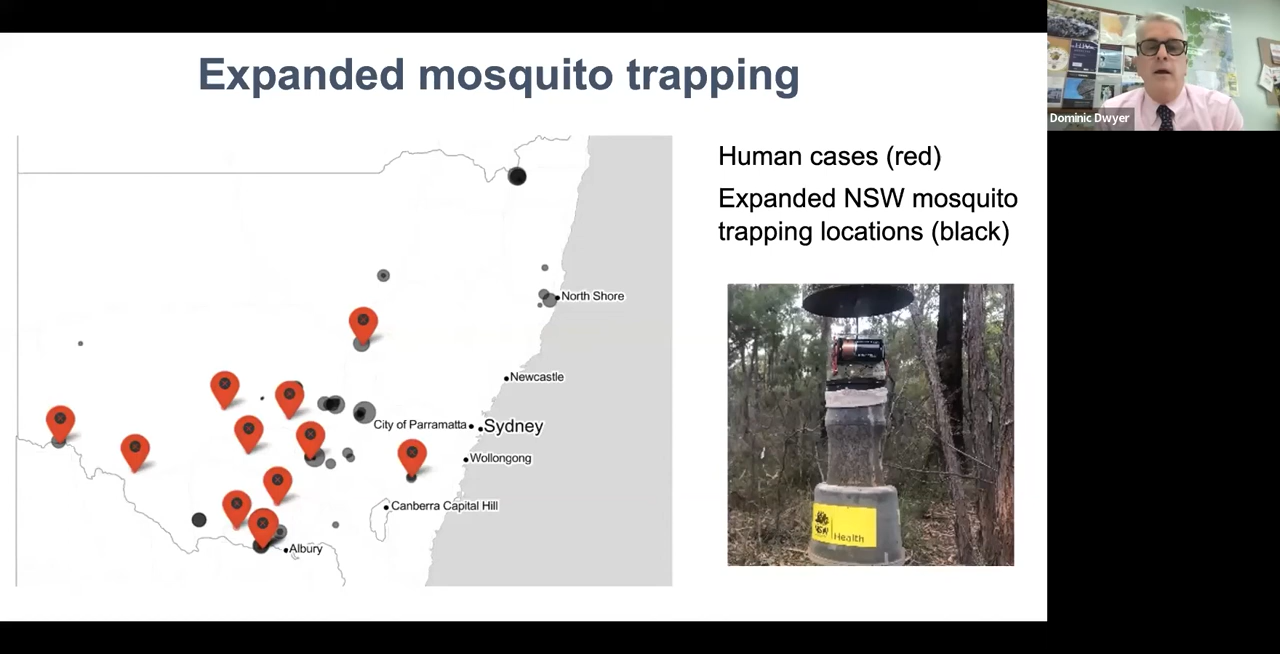 Expanded mosquito trapping
Dominic Dwyer
Human cases (red)
Expanded NSW mosquito
trapping locations (black)
North Shore
Newcastle
City of Parramatta
Sydney
Wollongong
Canberra Capital Hill
Albury
NSW
Health